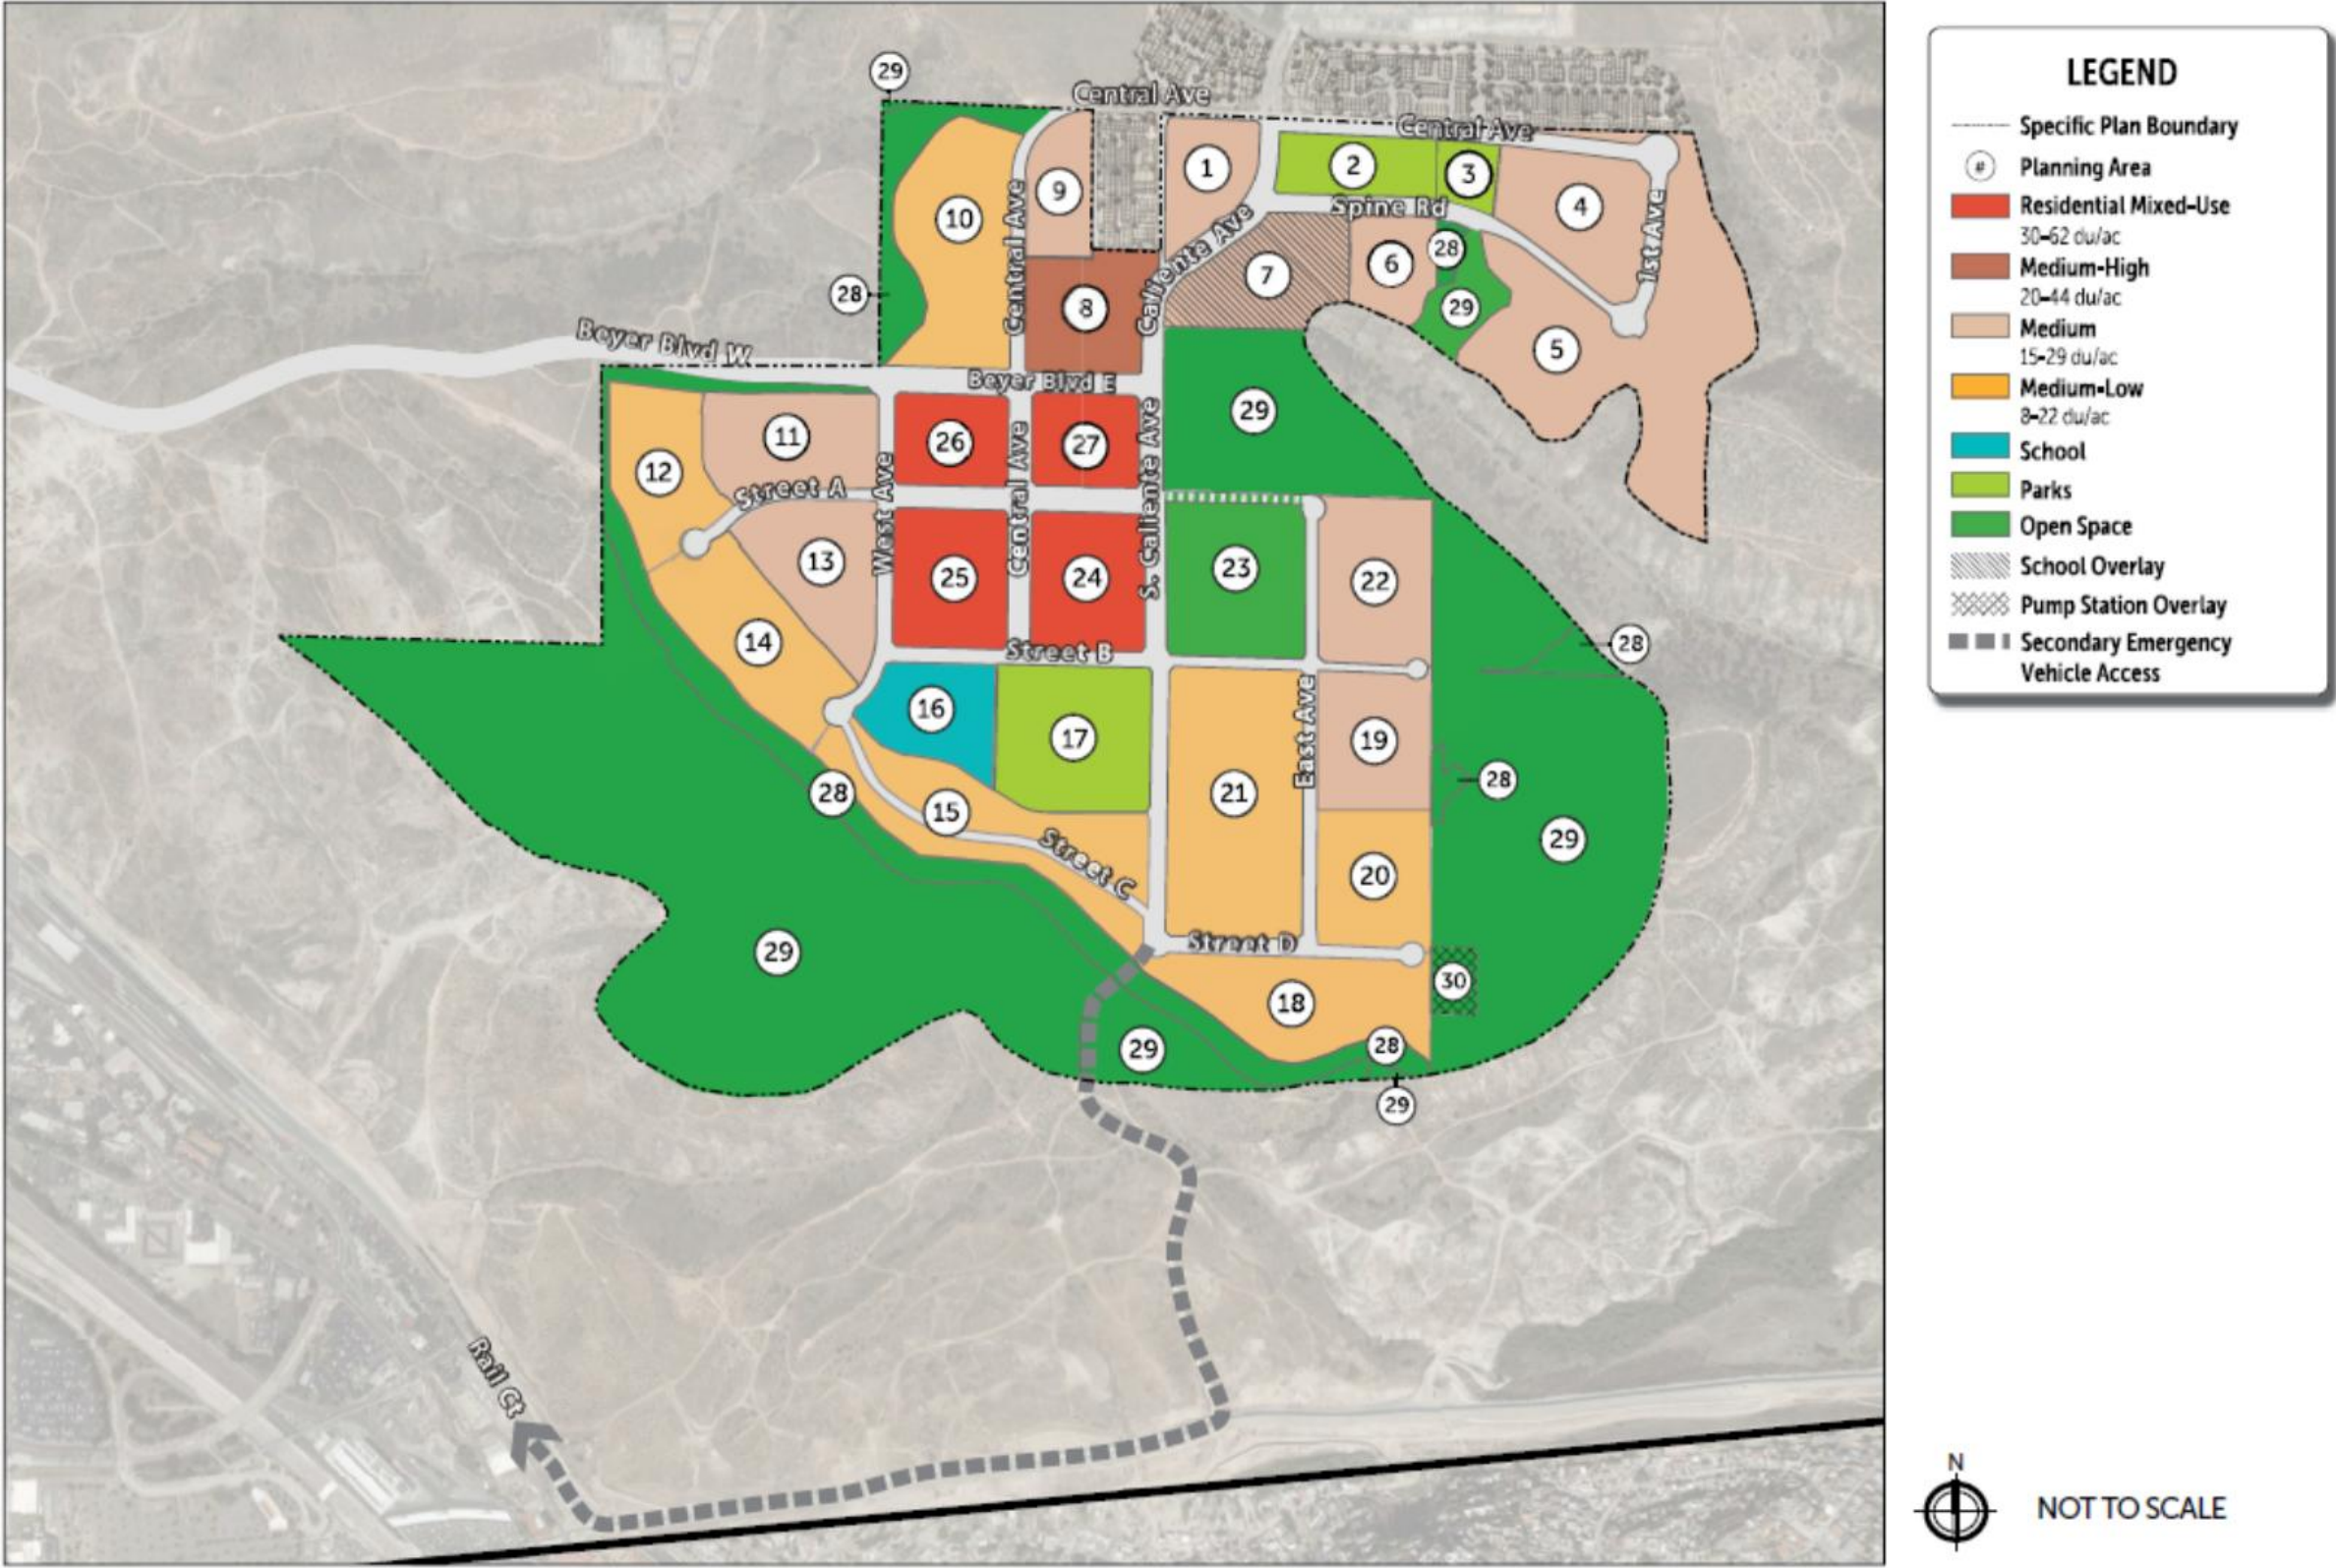 29
Central Ave
Central Ave
1
2
3
4
9
10
Central Ave
Spine Rd
Caliente Ave
1st Ave
28
6
7
29
8
5
28
Beyer Blvd W
Beyer Blvd E
29
11
26
27
12
Street A
West Ave
Central Ave
S. Caliente Ave
13
25
24
23
22
14
Street B
28
16
17
East Ave
19
28
28
15
21
29
Street C
20
29
Street D
30
18
29
28
29
Rail Ct
LEGEND
Specific Plan Boundary
# Planning Area
Residential Mixed-Use
30-62 du/ac
Medium-High
20-44 du/ac
Medium
15-29 du/ac
Medium-Low
8-22 du/ac
School
Parks
Open Space
School Overlay
Pump Station Overlay
Secondary Emergency
Vehicle Access
N
NOT TO SCALE